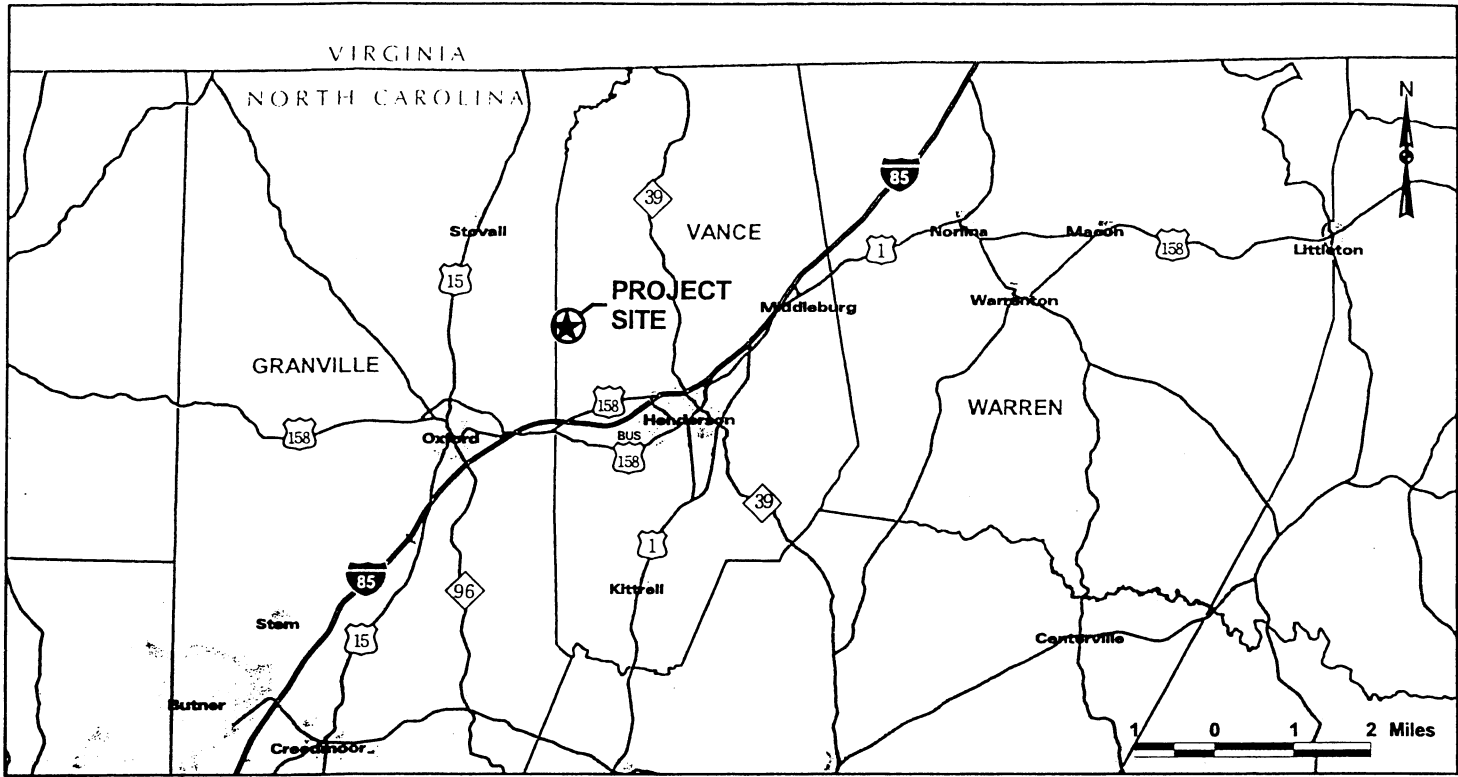 VIRGINIA
NORTH CAROLINA
N
85
39
Stovall
VANCE
Norlina
Macon
1
158
Littleton
15
PROJECT
SITE
Middleburg
Warrenton
GRANVILLE
158
WARREN
Henderson
158
Oxford
BUS
158
39
1
85
96
Kittrell
Stem
15
Centerville
Butner
1 0 1 2 Miles
Creedmoor